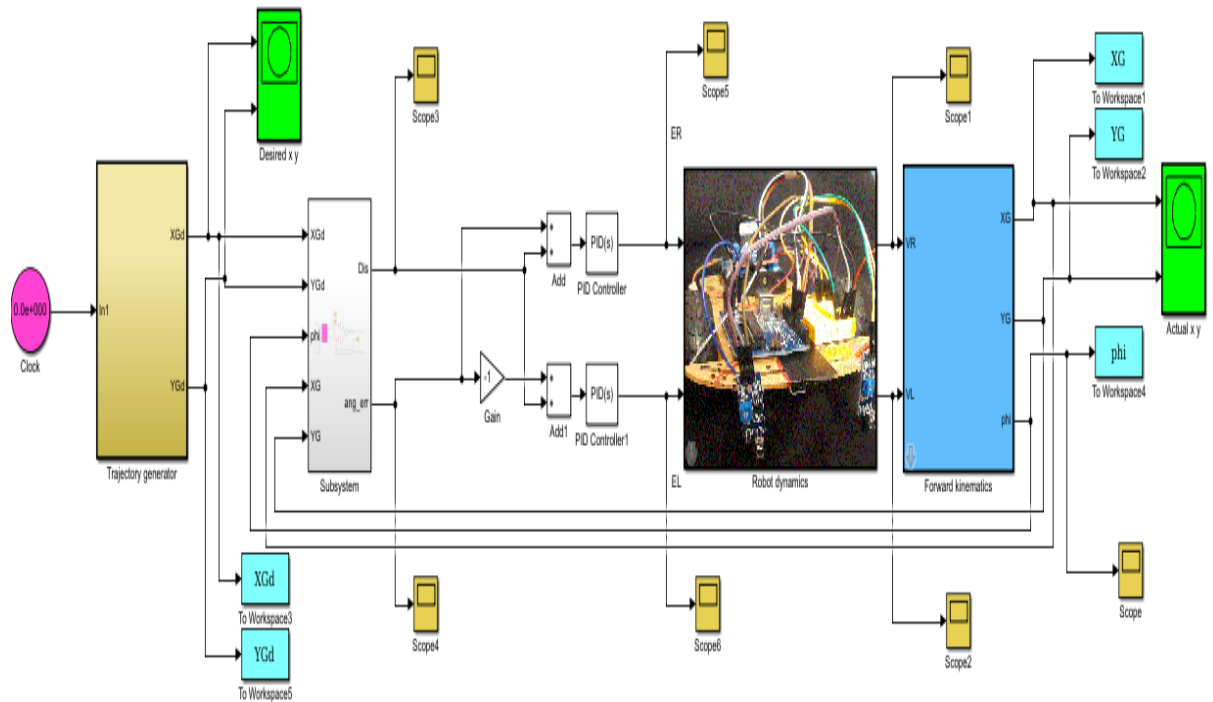 Desired x y
Scope3
Scope5
Scope1
XG
To Workspace1
YG
To Workspace2
ER
0.0e+000
Clock
In1
XGd
YGd
Trajectory generator
XGd
YGd
phi
XG
YG
Dis
ang_err
Subsystem
-1
Gain
+
+
Add
PID(s)
PID Controller
+
+
Add1
PID(s)
PID Controller1
EL
Robot dynamics
VR
VL
XG
YG
phi
Forward kinematics
Actual x y
phi
To Workspace4
XGd
To Workspace3
YGd
To Workspace5
Scope4
Scope6
Scope2
Scope